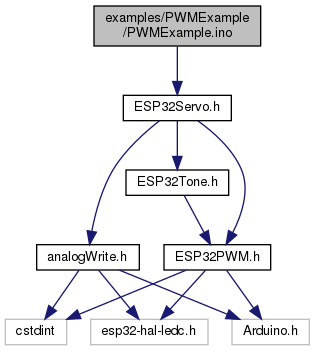 examples/PWMExample
/PWMExample.ino
ESP32Servo.h
ESP32Tone.h
analogWrite.h
ESP32PWM.h
cstdint
esp32-hal-ledc.h
Arduino.h